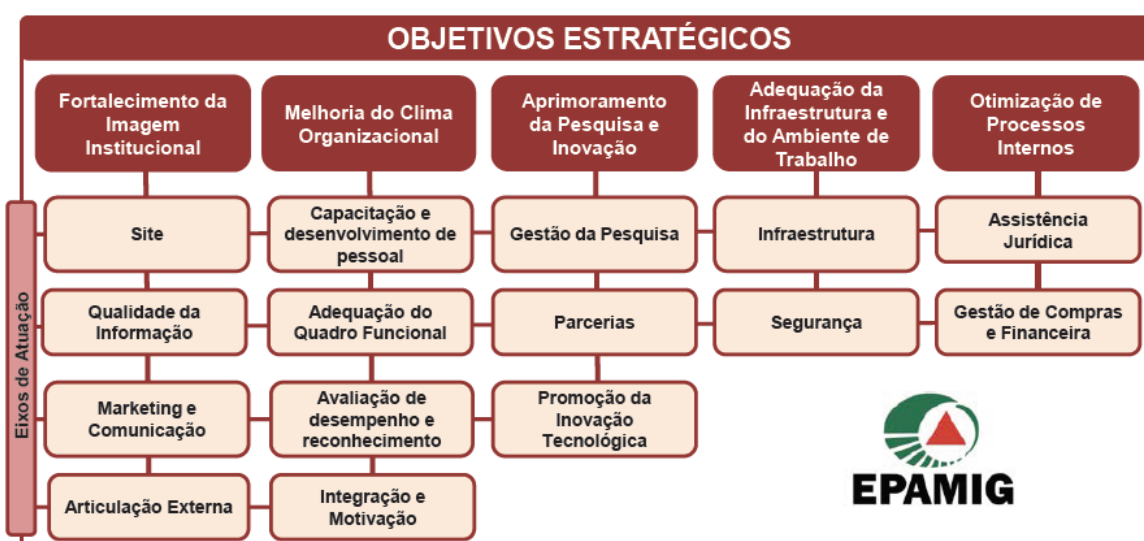 OBJETIVOS ESTRATÉGICOS
Fortalecimento da
Imagem
Institucional
Melhoria do Clima
Organizacional
Aprimoramento
da Pesquisa e
Inovação
Adequação da
Infraestrutura e
do Ambiente de
Trabalho
Otimização de
Processos
Internos
Eixos de Atuação
Site
Capacitação e
desenvolvimento de
pessoal
Gestão da Pesquisa
Infraestrutura
Assistência
Jurídica
Qualidade da
Informação
Adequação do
Quadro Funcional
Parcerias
Segurança
Gestão de Compras
e Financeira
Marketing e
Comunicação
Avaliação de
desempenho e
reconhecimento
Promoção da
Inovação
Tecnológica
Articulação Externa
Integração e
Motivação
EPAMIG